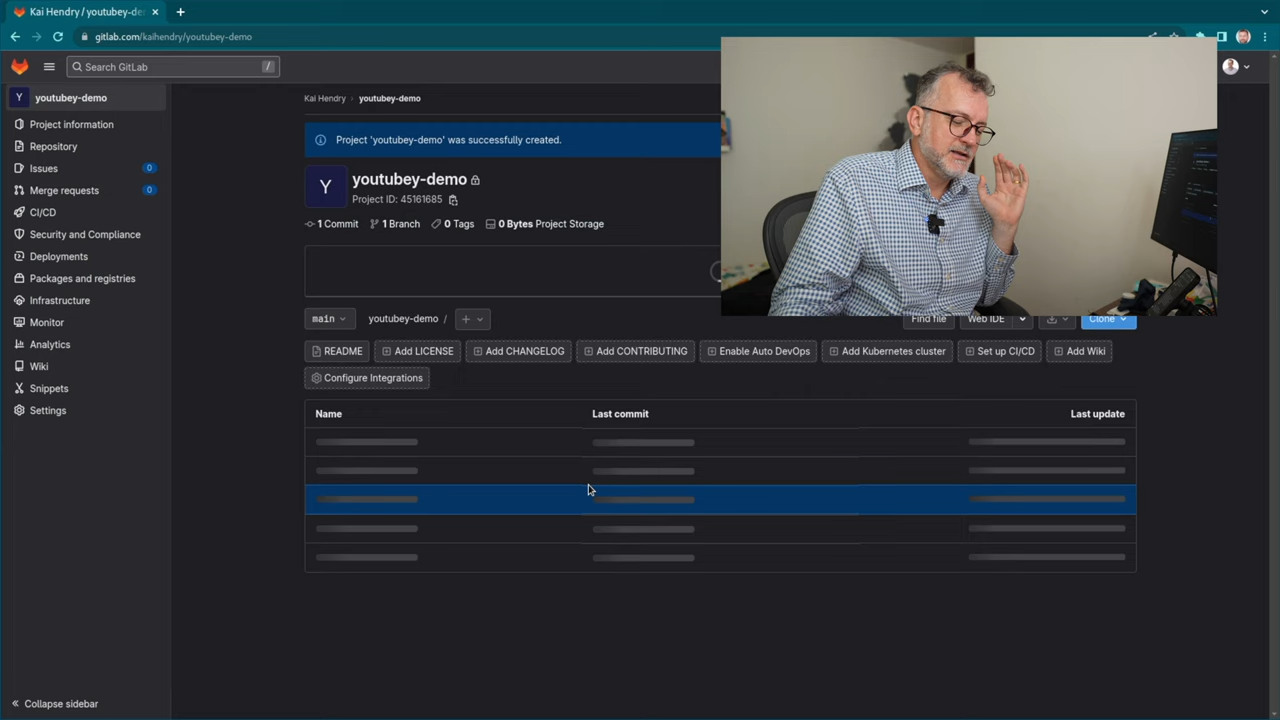 Kai Hendry / youtubey-de
gitlab.com/kaihendry/youtubey-demo
Search GitLab /
Y youtubey-demo
Project information
Repository
Issues 0
Merge requests 0
CI/CD
Security and Compliance
Deployments
Packages and registries
Infrastructure
Monitor
Analytics
Wiki
Snippets
Settings
Collapse sidebar
Kai Hendry › youtubey-demo
Project 'youtubey-demo' was successfully created.
Y youtubey-demo
Project ID: 45161685
1 Commit 1 Branch 0 Tags 0 Bytes Project Storage
main youtubey-demo / + Find file Web IDE Clone
README Add LICENSE Add CHANGELOG Add CONTRIBUTING Enable Auto DevOps Add Kubernetes cluster Set up CI/CD Add Wiki
Configure Integrations
Name Last commit Last update